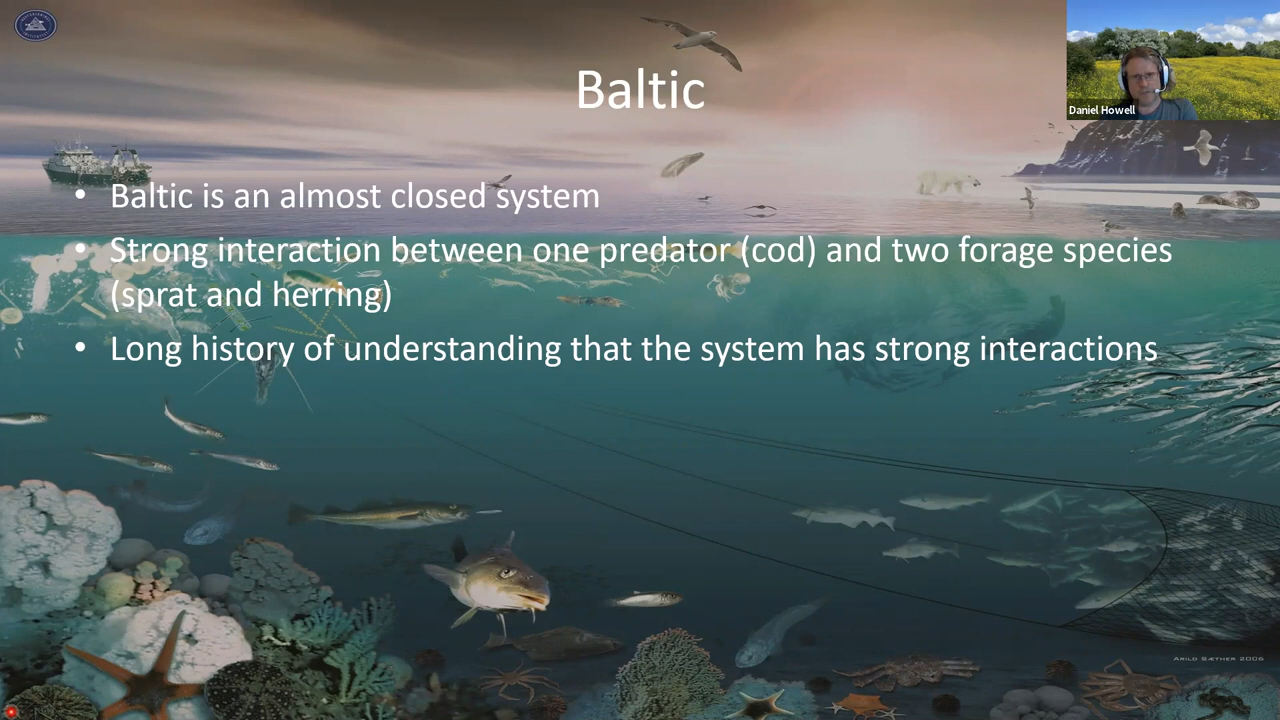 Baltic
Daniel Howell
• Baltic is an almost closed system
• Strong interaction between one predator (cod) and two forage species
(sprat and herring)
• Long history of understanding that the system has strong interactions
ARILD SÆTHER 2006